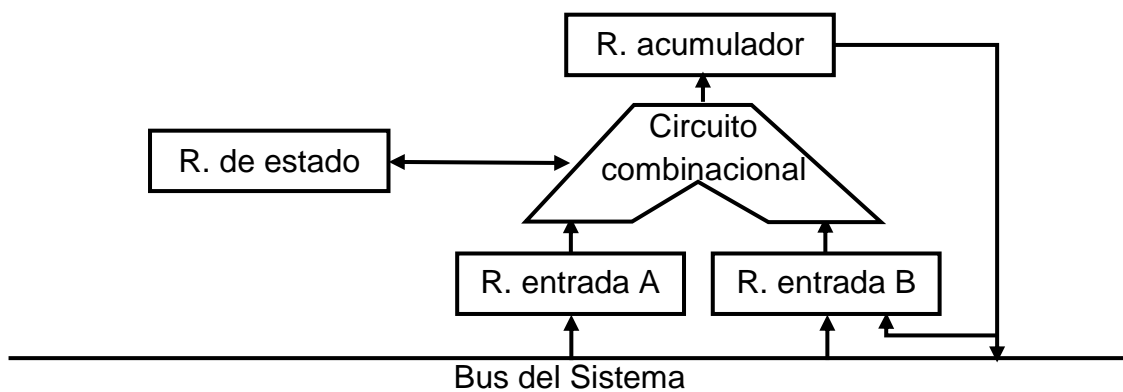 R. acumulador
Circuito
combinacional
R. de estado
R. entrada A
R. entrada B
Bus del Sistema